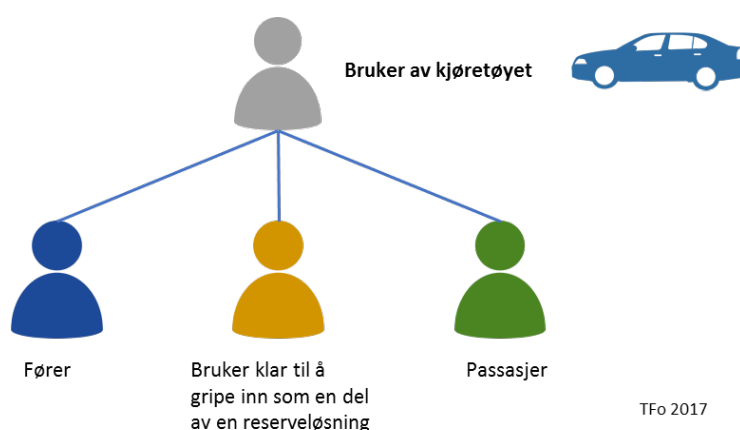 Bruker av kjøretøyet
Fører
Bruker klar til å
gripe inn som en del
av en reserveløsning
Passasjer
TFo 2017